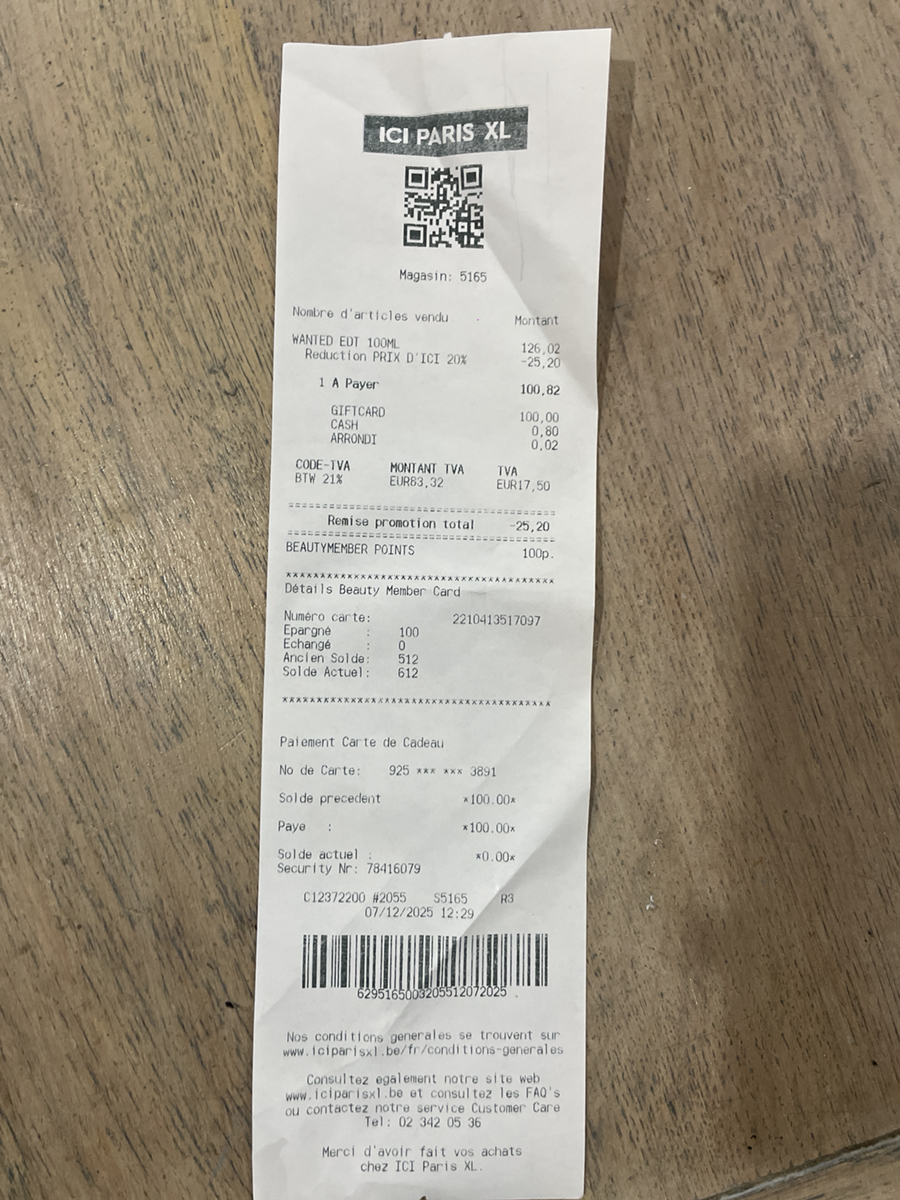 ICI PARIS XL
Magasin: 5165
Nombre d'articles vendu - Montant
WANTED EDT 100ML 126,02
Reduction PRIX D'ICI 20% -25,20
1 A Payer 100,82
GIFTCARD 100,00
CASH 0,80
ARRONDI 0,02
CODE-TVA MONTANT TVA TVA
BTW 21% EUR83,32 EUR17,50
Remise promotion total -25,20
BEAUTYMEMBER POINTS 100p.
Détails Beauty Member Card
Numéro carte: 2210413517097
Epargné : 100
Echangé : 0
Ancien Solde: 512
Solde Actuel: 612
Paiement Carte de Cadeau
No de Carte: 925 *** *** 3891
Solde precedent *100.00*
Paye : *100.00*
Solde actuel : *0.00*
Security Nr: 78416079
C12372200 #2055 S5165 R3
07/12/2025 12:29
6295165003205512072025
Nos conditions generales se trouvent sur
www.iciparisxl.be/fr/conditions-generales
Consultez egalement notre site web
www.iciparisxl.be et consultez les FAQ's
ou contactez notre service Customer Care
Tel: 02 342 05 36
Merci d'avoir fait vos achats
chez ICI Paris XL.